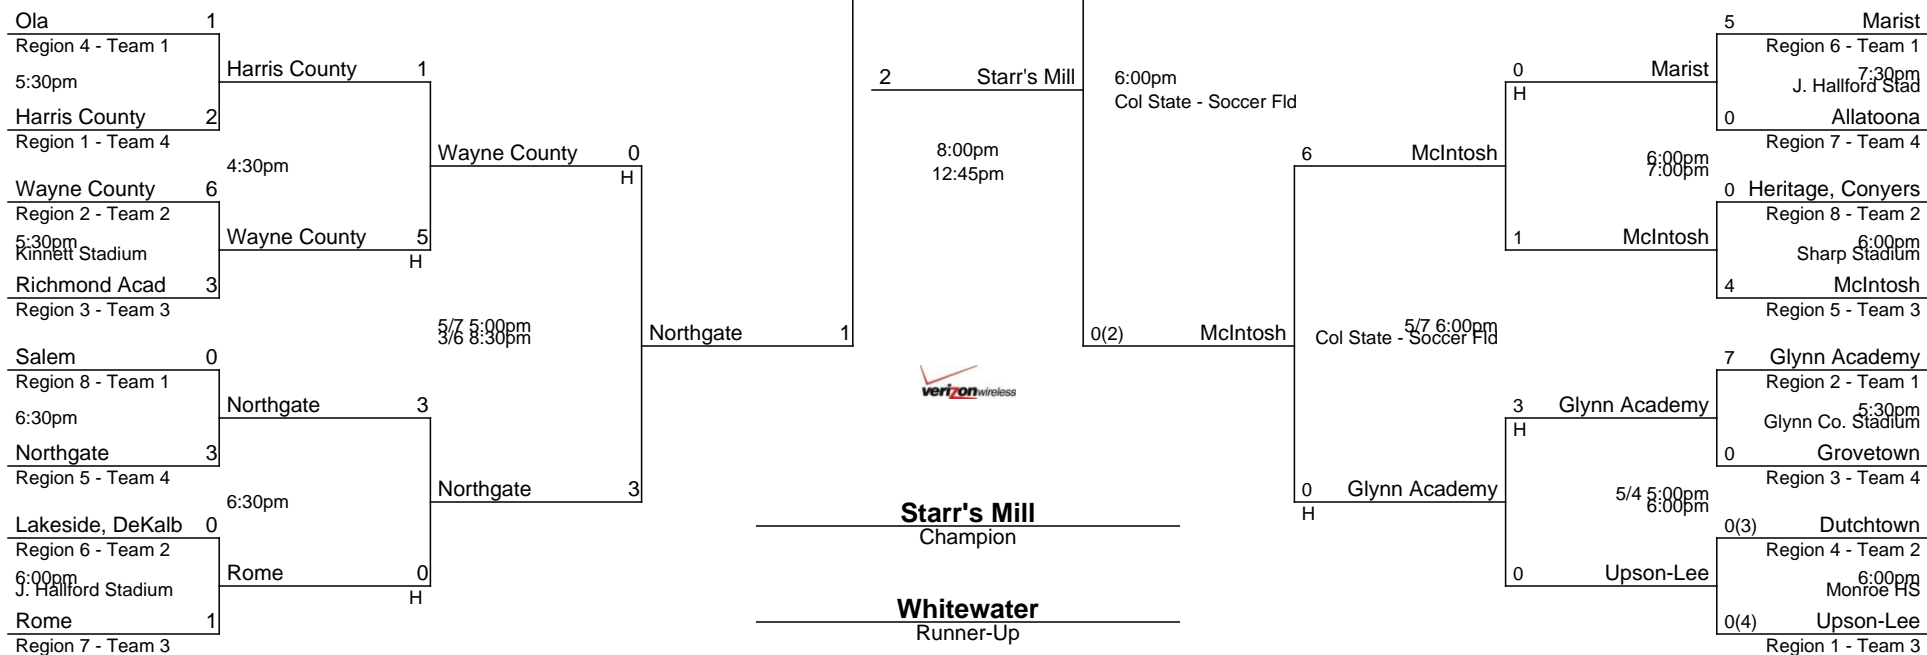 Ola 1
Region 4 - Team 1
5:30pm
Harris County 2
Region 1 - Team 4
Wayne County 6
Region 2 - Team 2
5:30pm
Kinnett Stadium
Richmond Acad 3
Region 3 - Team 3
Salem 0
Region 8 - Team 1
6:30pm
Northgate 3
Region 5 - Team 4
Lakeside, DeKalb 0
Region 6 - Team 2
6:00pm
J. Hallford Stadium
Rome 1
Region 7 - Team 3
Harris County 1
4:30pm
Wayne County 5
H
Northgate 3
6:30pm
Rome 0
H
Wayne County 0
H
5/7 5:00pm
3/6 8:30pm
Northgate 3
Northgate 1
2 Starr's Mill
8:00pm
12:45pm
verizonwireless
Starr's Mill
Champion
Whitewater
Runner-Up
6:00pm
Col State - Soccer Fld
0(2) McIntosh
6 McIntosh
5/7 6:00pm
Col State - Soccer Fld
0 Glynn Academy
H
0 Marist
H
6:00pm
7:00pm
1 McIntosh
3 Glynn Academy
H
5/4 5:00pm
6:00pm
0 Upson-Lee
5 Marist
Region 6 - Team 1
7:30pm
J. Hallford Stad
0 Allatoona
Region 7 - Team 4
0 Heritage, Conyers
Region 8 - Team 2
6:00pm
Sharp Stadium
4 McIntosh
Region 5 - Team 3
7 Glynn Academy
Region 2 - Team 1
5:30pm
Glynn Co. Stadium
0 Grovetown
Region 3 - Team 4
0(3) Dutchtown
Region 4 - Team 2
6:00pm
Monroe HS
0(4) Upson-Lee
Region 1 - Team 3